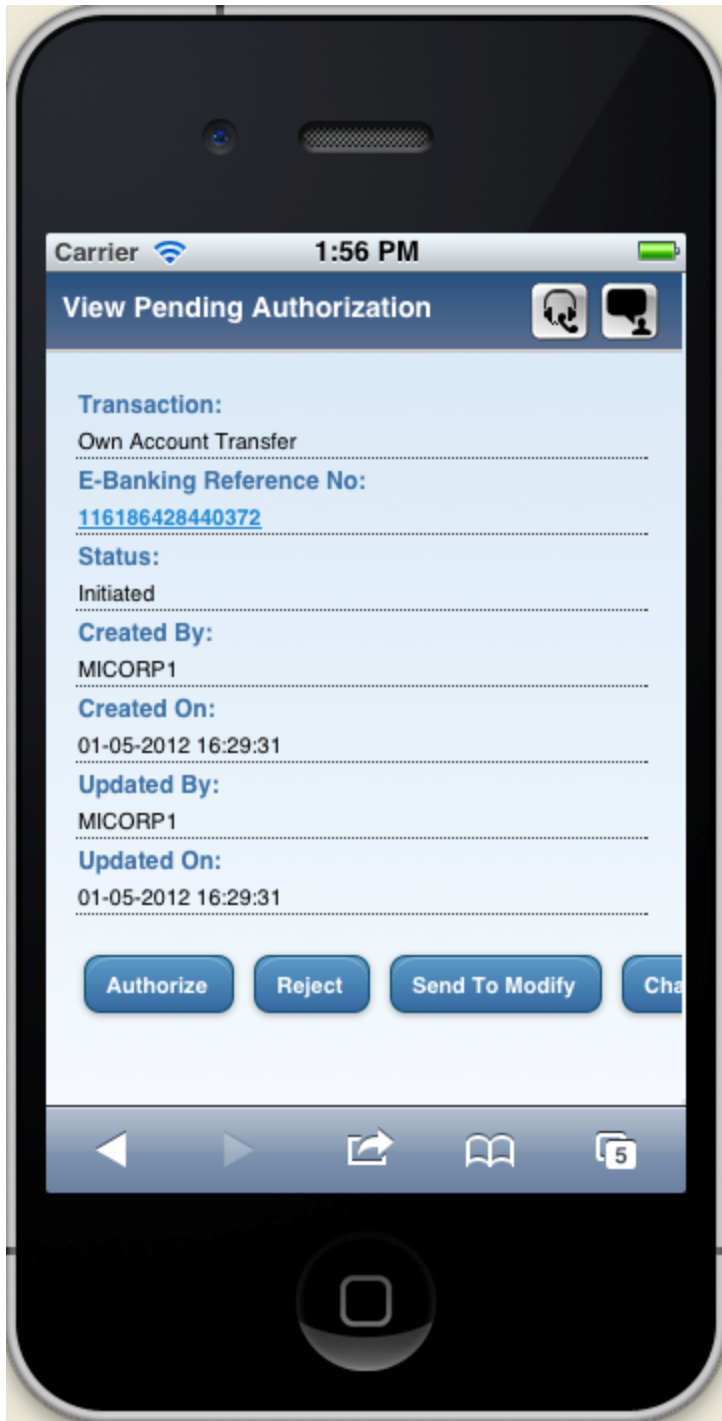 Carrier 1:56 PM
View Pending Authorization
Transaction:
Own Account Transfer
E-Banking Reference No:
116186428440372
Status:
Initiated
Created By:
MICORP1
Created On:
01-05-2012 16:29:31
Updated By:
MICORP1
Updated On:
01-05-2012 16:29:31
Authorize Reject Send To Modify Cha
5